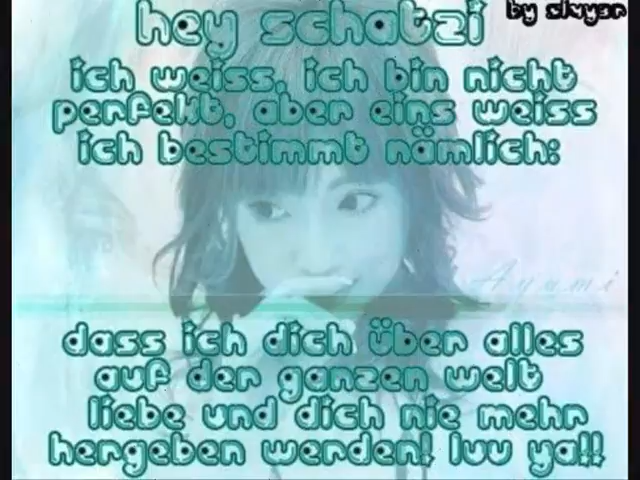 by slvy3r
hey schatzi
ich weiss, ich bin nicht
perfekt, aber eins weiss
ich bestimmt nämlich:
Ayumi
dass ich dich über alles
auf der ganzen welt
liebe und dich nie mehr
hergeben werden! luv ya!!